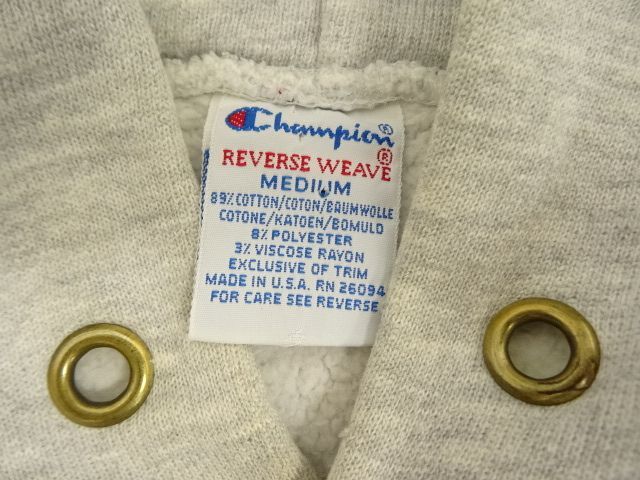 Champion®
REVERSE WEAVE®
MEDIUM
89% COTTON/COTON/BAUMWOLLE
COTONE/KATOEN/BOMULD
8% POLYESTER
3% VISCOSE RAYON
EXCLUSIVE OF TRIM
MADE IN U.S.A. RN 26094
FOR CARE SEE REVERSE